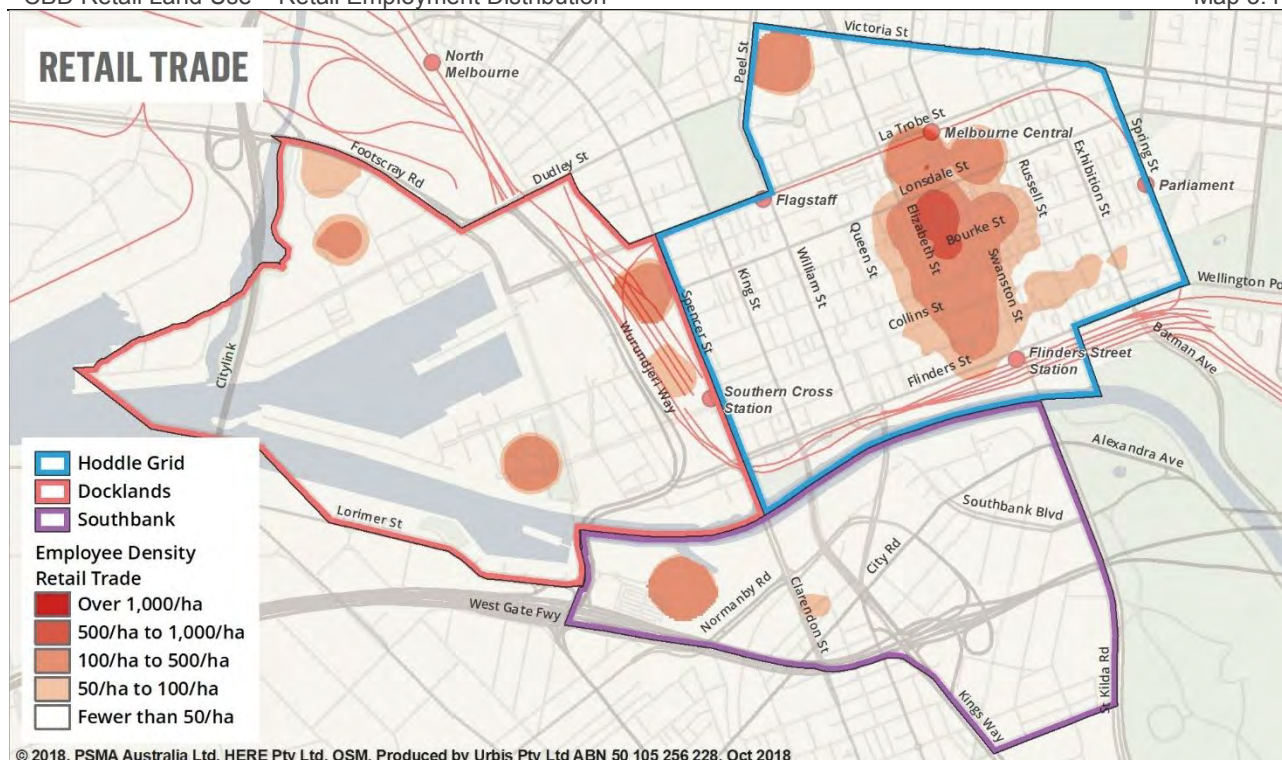 CBD Retail Land Use – Retail Employment Distribution
RETAIL TRADE
North
Melbourne
Peel St
Victoria St
La Trobe St
Melbourne Central
Spring St
Exhibition St
Russell St
Parliament
Footscray Rd
Dudley St
Flagstaff
Lonsdale St
Elizabeth St
Bourke St
Queen St
William St
King St
Swanston St
Collins St
Wellington
Spencer St
Wurundjeri Way
Citylink
Flinders St
Flinders Street
Station
Batman Ave
Southern Cross
Station
Alexandra Ave
Southbank Blvd
City Rd
Lorimer St
Normanby Rd
Clarendon St
West Gate Fwy
Kings Way
St Kilda Rd
Hoddle Grid
Docklands
Southbank
Employee Density
Retail Trade
Over 1,000/ha
500/ha to 1,000/ha
100/ha to 500/ha
50/ha to 100/ha
Fewer than 50/ha
© 2018. PSMA Australia Ltd, HERE Pty Ltd, OSM. Produced by Urbis Pty Ltd ABN 50 105 256 228. Oct 2018